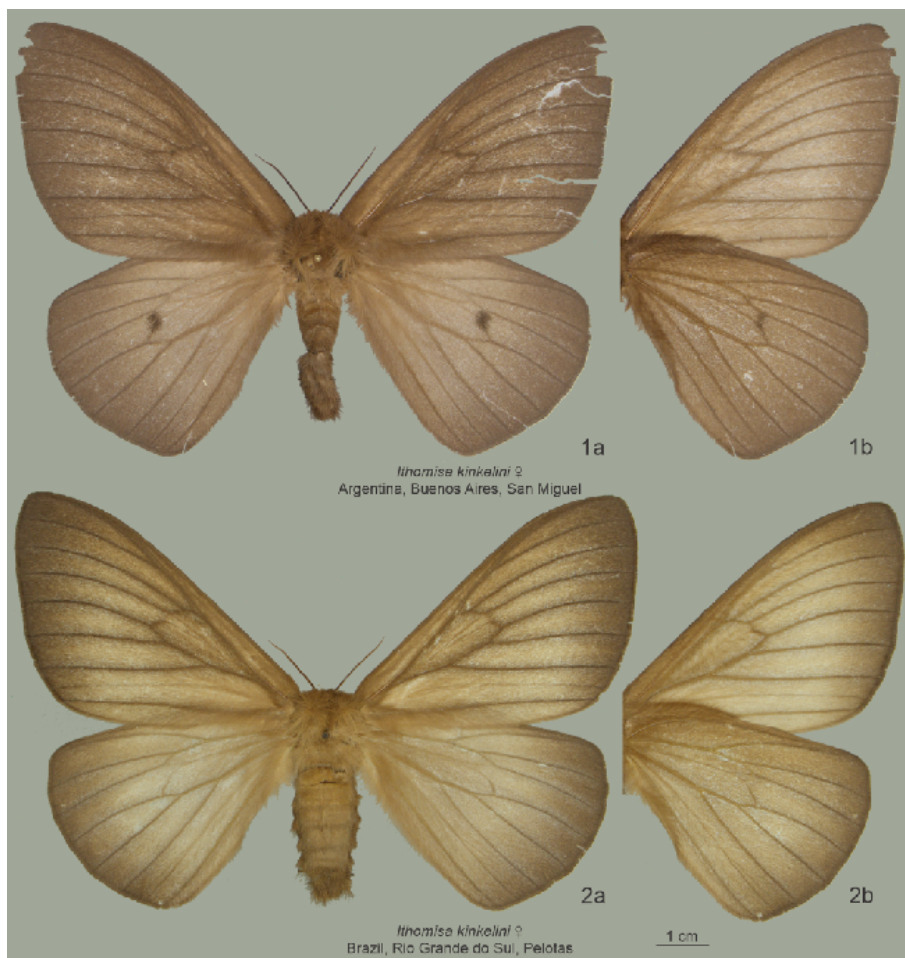 1a
1b
Ithomisa kinkelini ♀
Argentina, Buenos Aires, San Miguel
2a
2b
Ithomisa kinkelini ♀
1 cm
Brazil, Rio Grande do Sul, Pelotas